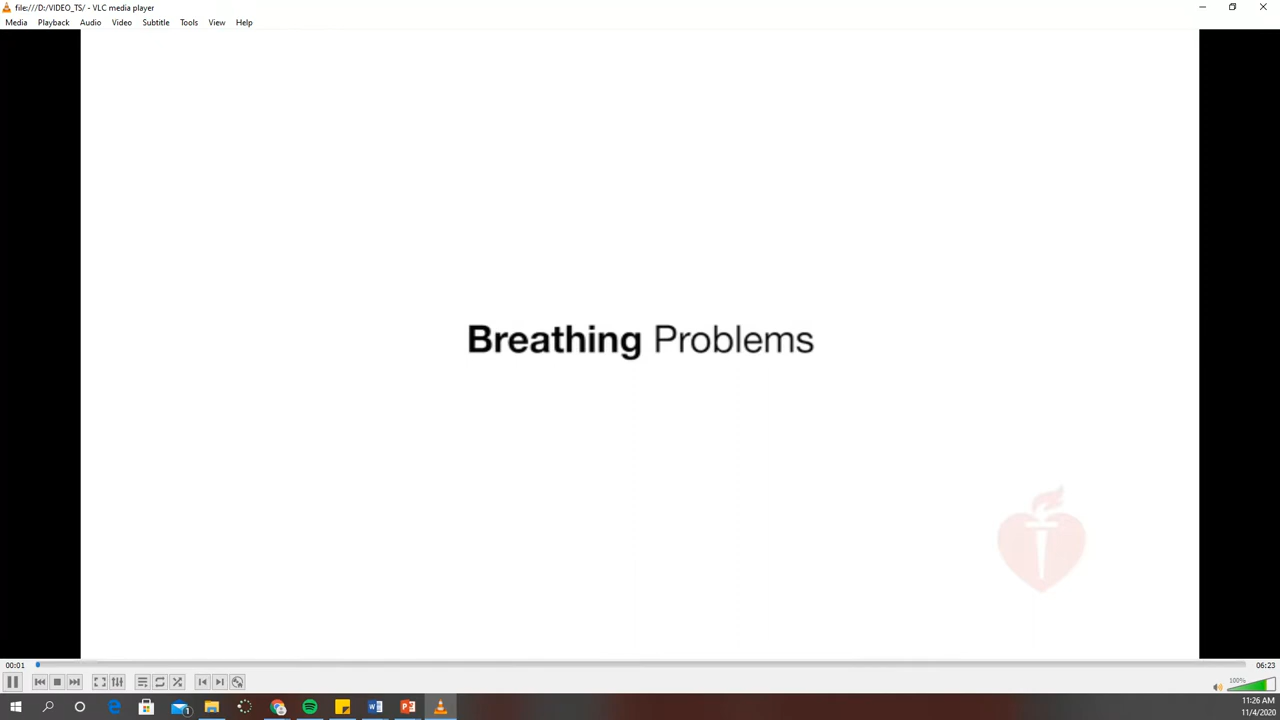 file:///D:/VIDEO_TS/ - VLC media player
Media Playback Audio Video Subtitle Tools View Help
Breathing Problems
00:01 06:23
100%
11:26 AM
11/4/2020